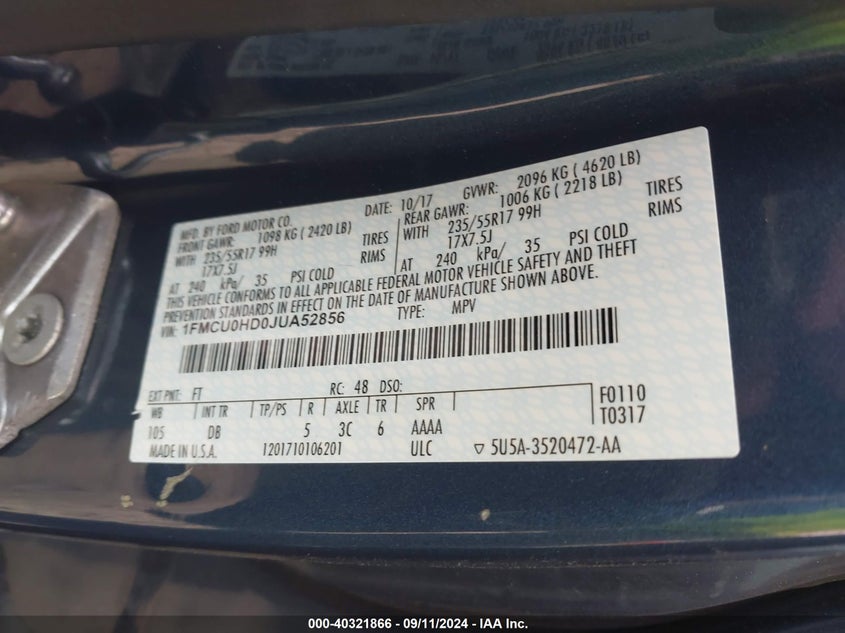 MFD. BY FORD MOTOR CO.
DATE: 10/17 GVWR: 2096 KG ( 4620 LB)
FRONT GAWR: 1098 KG ( 2420 LB) REAR GAWR: 1006 KG ( 2218 LB)
WITH 235/55R17 99H TIRES WITH 235/55R17 99H TIRES
17X7.5J RIMS 17X7.5J RIMS
AT 240 kPa/ 35 PSI COLD AT 240 kPa/ 35 PSI COLD
THIS VEHICLE CONFORMS TO ALL APPLICABLE FEDERAL MOTOR VEHICLE SAFETY AND THEFT
PREVENTION STANDARDS IN EFFECT ON THE DATE OF MANUFACTURE SHOWN ABOVE.
VIN: 1FMCU0HD0JUA52856 TYPE: MPV
EXT PNT: FT RC: 48 DSO: F0110
WB INT TR TP/PS R AXLE TR SPR T0317
105 DB 5 3C 6 AAAA
MADE IN U.S.A. 1201710106201 ULC ▽ 5U5A-3520472-AA
000-40321866 - 09/11/2024 - IAA Inc.